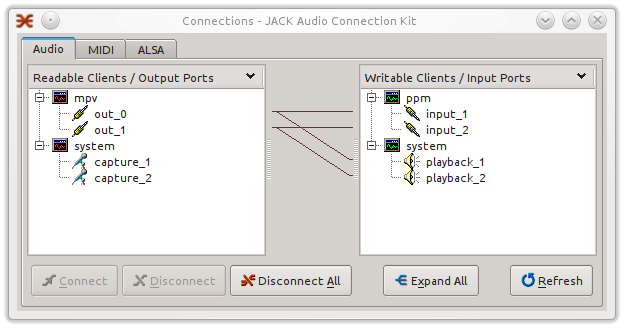 Connections - JACK Audio Connection Kit
Audio MIDI ALSA
Readable Clients / Output Ports
mpv
out_0
out_1
system
capture_1
capture_2
Writable Clients / Input Ports
ppm
input_1
input_2
system
playback_1
playback_2
Connect Disconnect Disconnect All Expand All Refresh